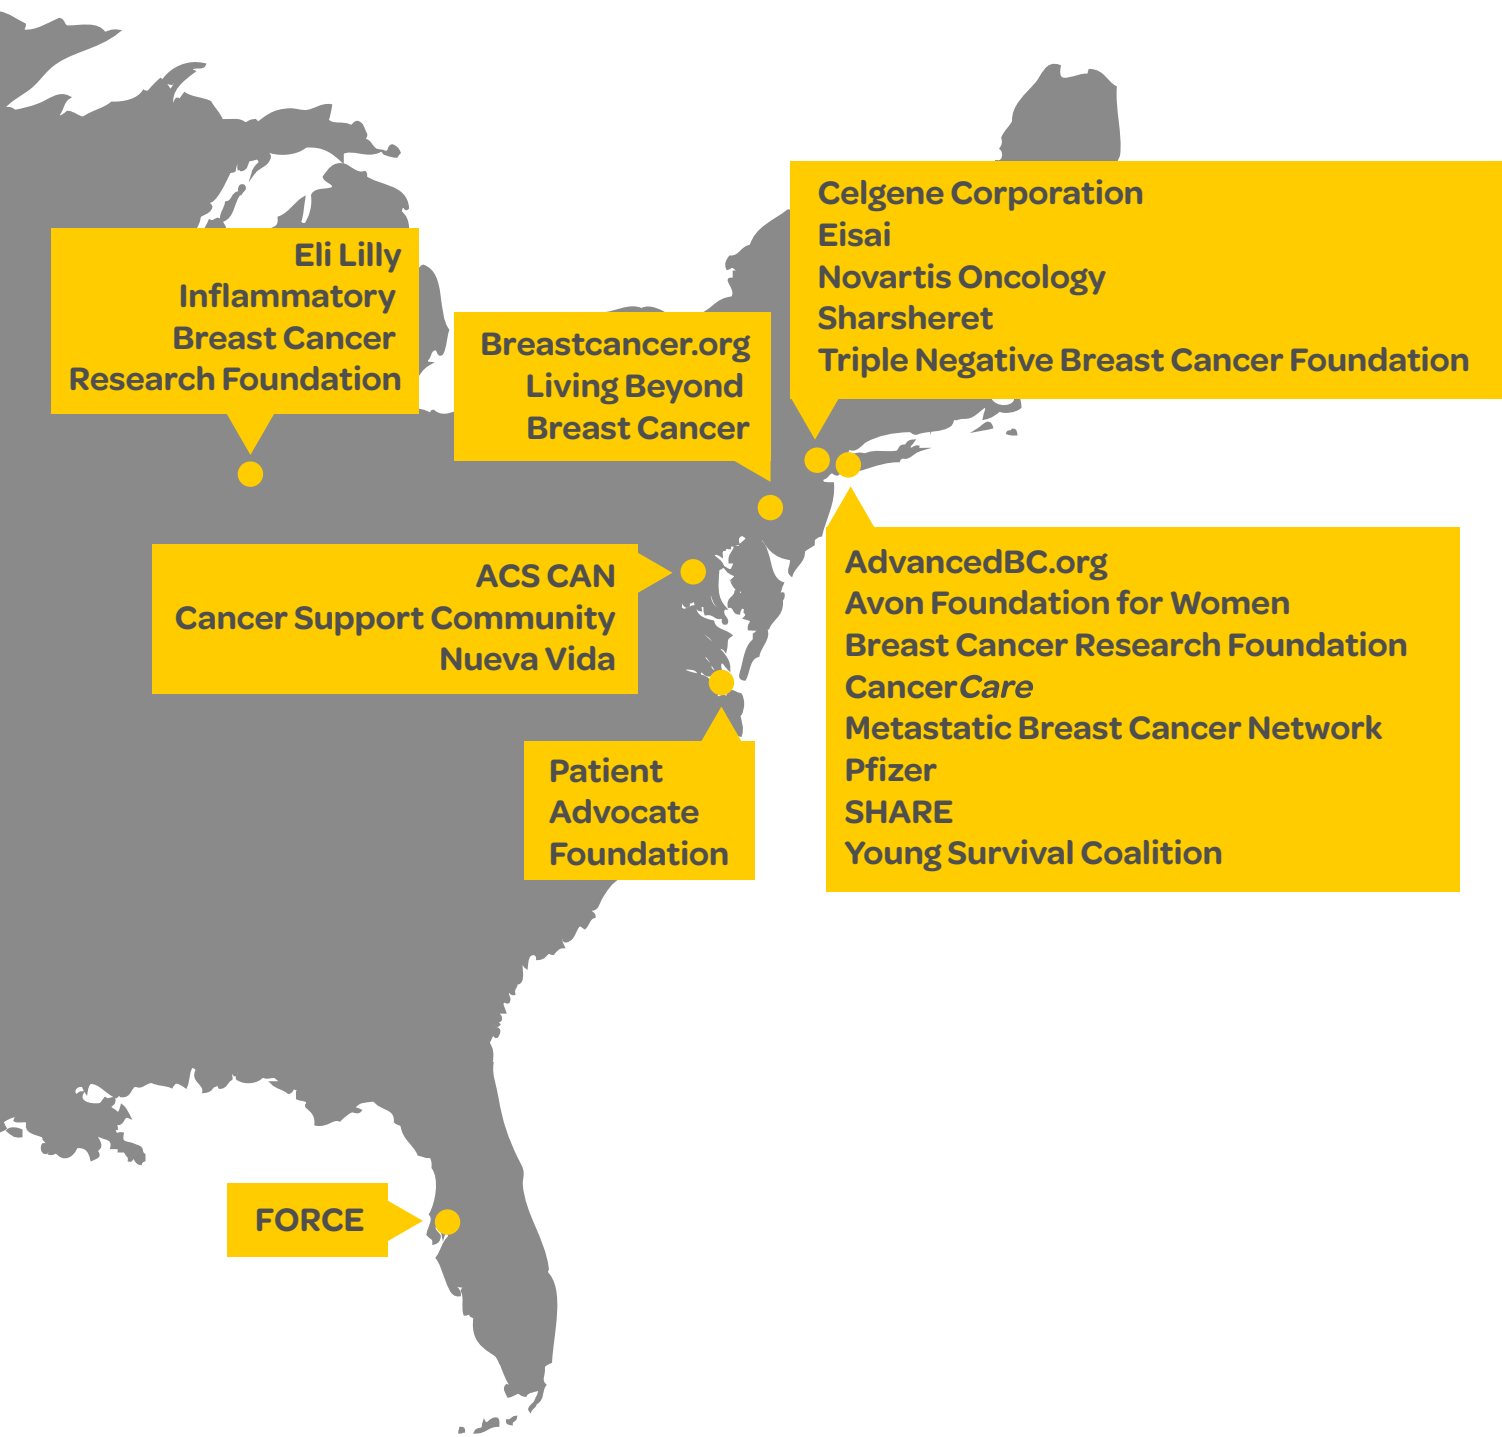 Celgene Corporation
Eisai
Novartis Oncology
Sharsheret
Triple Negative Breast Cancer Foundation
Eli Lilly
Inflammatory
Breast Cancer
Research Foundation
Breastcancer.org
Living Beyond
Breast Cancer
ACS CAN
Cancer Support Community
Nueva Vida
AdvancedBC.org
Avon Foundation for Women
Breast Cancer Research Foundation
CancerCare
Metastatic Breast Cancer Network
Pfizer
SHARE
Young Survival Coalition
Patient
Advocate
Foundation
FORCE